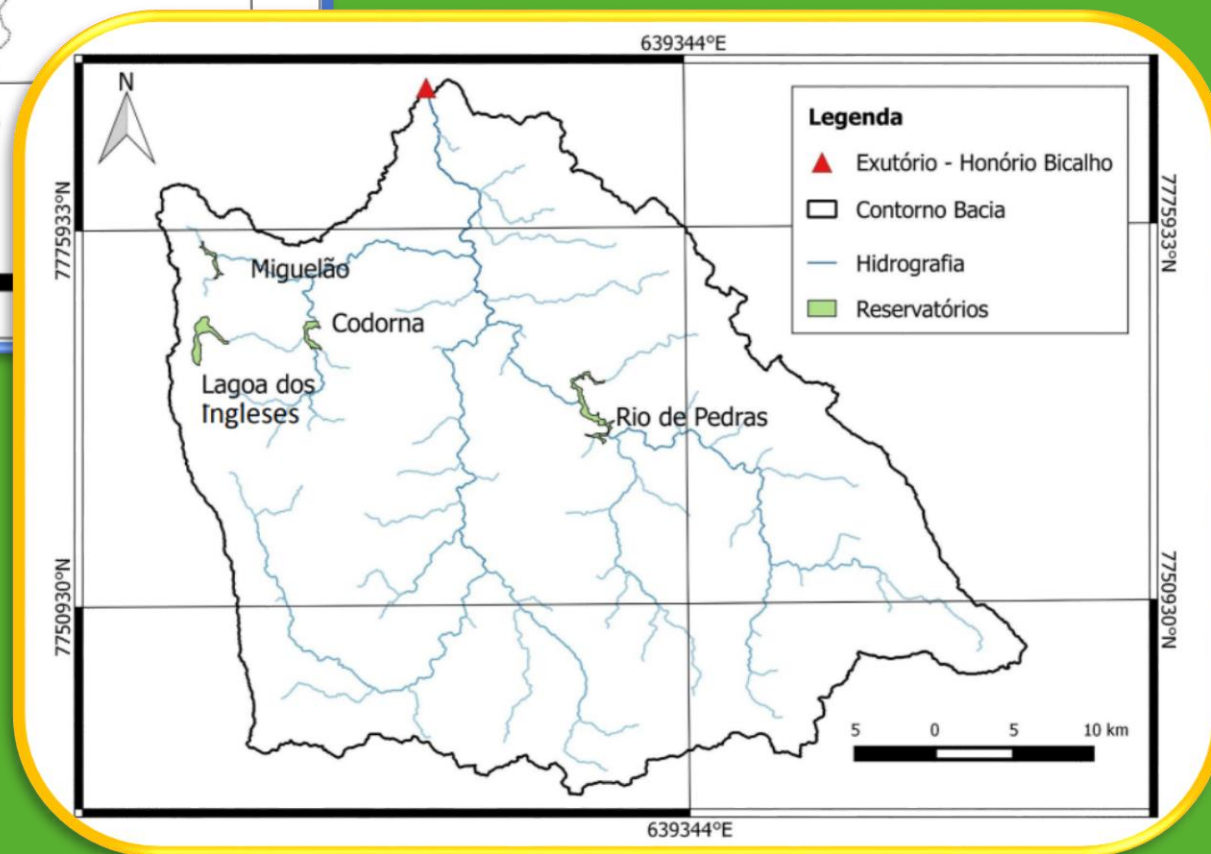 639344°E
N
Legenda
Exutório - Honório Bicalho
Contorno Bacia
Hidrografia
Reservatórios
7775933°N
7775933°N
Miguelão
Codorna
Lagoa dos
Ingleses
Rio de Pedras
7750930°N
7750930°N
5 0 5 10 km
639344°E